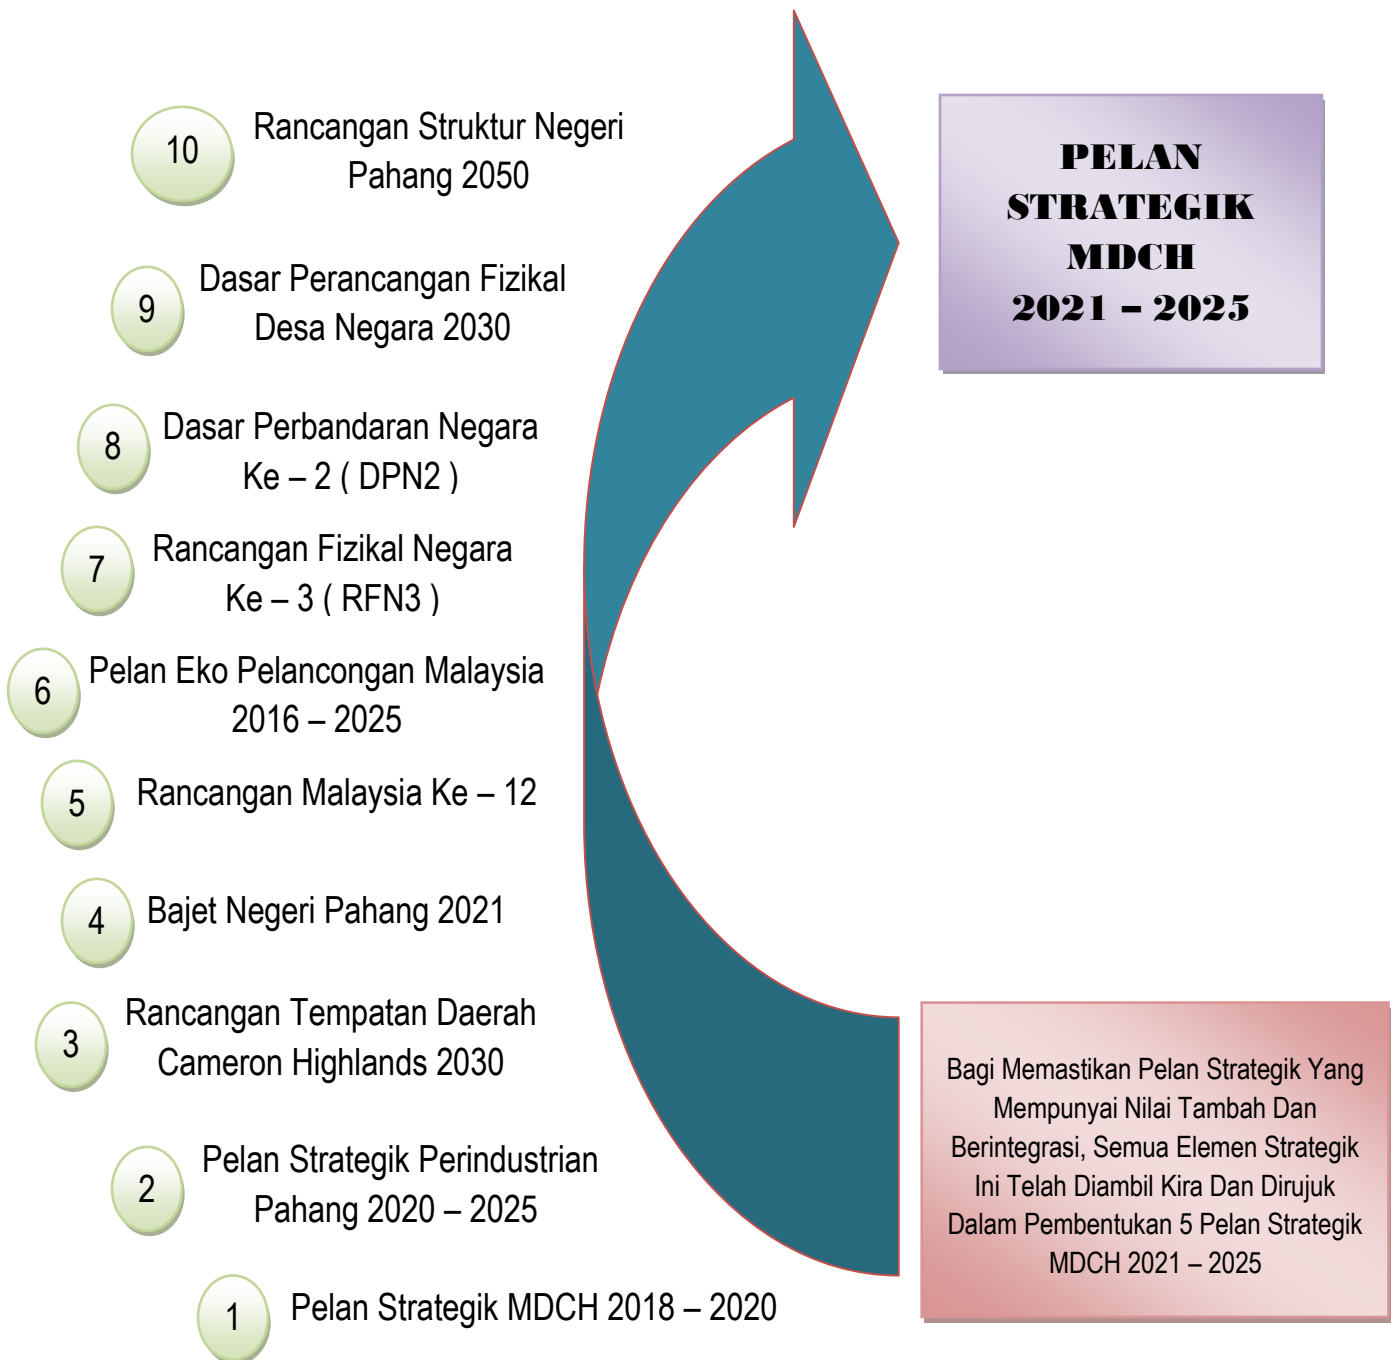 10
Rancangan Struktur Negeri
Pahang 2050
PELAN
STRATEGIK
MDCH
2021 – 2025
9
Dasar Perancangan Fizikal
Desa Negara 2030
8
Dasar Perbandaran Negara
Ke – 2 ( DPN2 )
7
Rancangan Fizikal Negara
Ke – 3 ( RFN3 )
6
Pelan Eko Pelancongan Malaysia
2016 – 2025
5
Rancangan Malaysia Ke – 12
4
Bajet Negeri Pahang 2021
3
Rancangan Tempatan Daerah
Cameron Highlands 2030
2
Pelan Strategik Perindustrian
Pahang 2020 – 2025
1
Pelan Strategik MDCH 2018 – 2020
Bagi Memastikan Pelan Strategik Yang
Mempunyai Nilai Tambah Dan
Berintegrasi, Semua Elemen Strategik
Ini Telah Diambil Kira Dan Dirujuk
Dalam Pembentukan 5 Pelan Strategik
MDCH 2021 – 2025